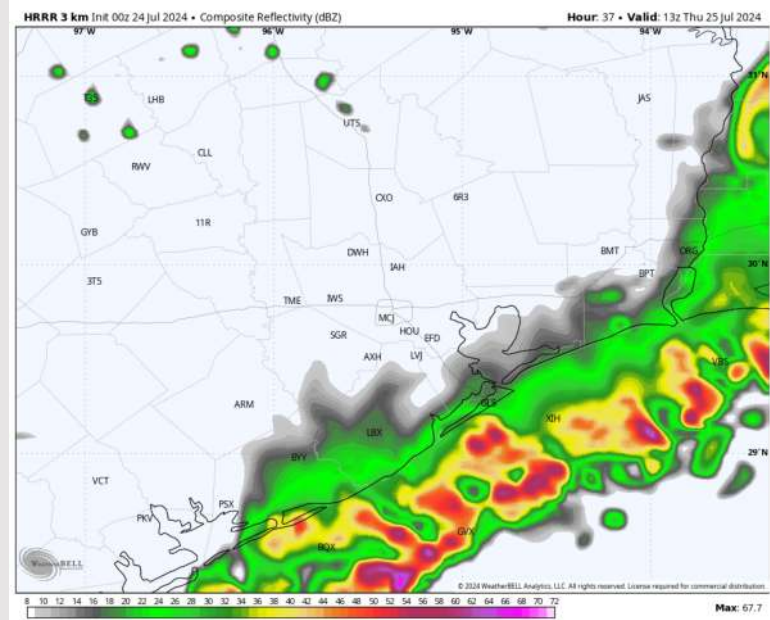 HRRR 3 km Init 00z 24 Jul 2024 • Composite Reflectivity (dBZ)
Hour: 37 • Valid: 13z Thu 25 Jul 2024
97°W 96°W 95°W 94°W
31°N
LHB
JAS
UTS
CLL
RWV
CXO 6R3
11R
GYB
BMT ORG
DWH
IAH
30°N
BPT
3T5
TME IWS
MCJ
HOU
SGR EFD
AXH LVJ
VBS
ARM
GLS
XIH
LBX
29°N
BYY
VCT
PSX
PKV
GVX
BQX
WeatherBELL
© 2024 WeatherBELL Analytics, LLC. All rights reserved. License required for commercial distribution.
8 10 12 14 16 18 20 22 24 26 28 30 32 34 36 38 40 42 44 46 48 50 52 54 56 58 60 62 64 66 68 70 72
Max: 67.7